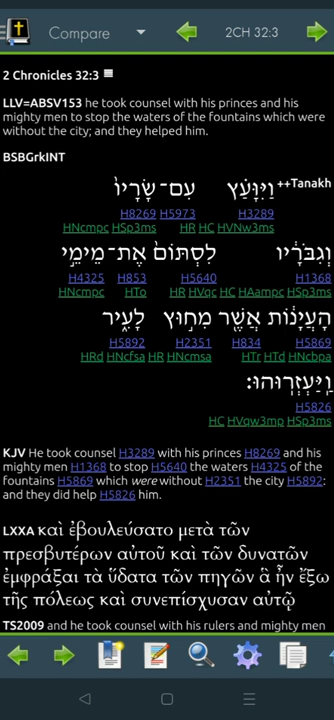 Compare
2CH 32:3
2 Chronicles 32:3
LLV=ABSV153 he took counsel with his princes and his
mighty men to stop the waters of the fountains which were
without the city; and they helped him.
BSBGrkINT
++Tanakh וַיִּוָּעַ֗ץ עִם־שָׂרָיו֙
H8269 H5973 H3289
HNcmpc HSp3ms HR HC HVNw3ms
וְגִבֹּרָ֔יו לִסְתּוֹם֙ אֶת־מֵימֵ֣י
H4325 H853 H5640 H1368
HNcmpc HTo HR HVqc HC HAampc HSp3ms
הָעֲיָנ֔וֹת אֲשֶׁ֖ר מִח֣וּץ לָעִ֑יר
H5892 H2351 H834 H5869
HRd HNcfsa HR HNcmsa HTr HTd HNcbpa
וַֽיַּעְזְרֽוּהוּ׃
H5826
HC HVqw3mp HSp3ms
KJV He took counsel H3289 with his princes H8269 and his
mighty men H1368 to stop H5640 the waters H4325 of the
fountains H5869 which were without H2351 the city H5892:
and they did help H5826 him.
LXXA καὶ ἐβουλεύσατο μετὰ τῶν
πρεσβυτέρων αὐτοῦ καὶ τῶν δυνατῶν
ἐμφράξαι τὰ ὕδατα τῶν πηγῶν ἃ ἦν ἔξω
τῆς πόλεως καὶ συνεπίσχυσαν αὐτῷ
TS2009 and he took counsel with his rulers and mighty men